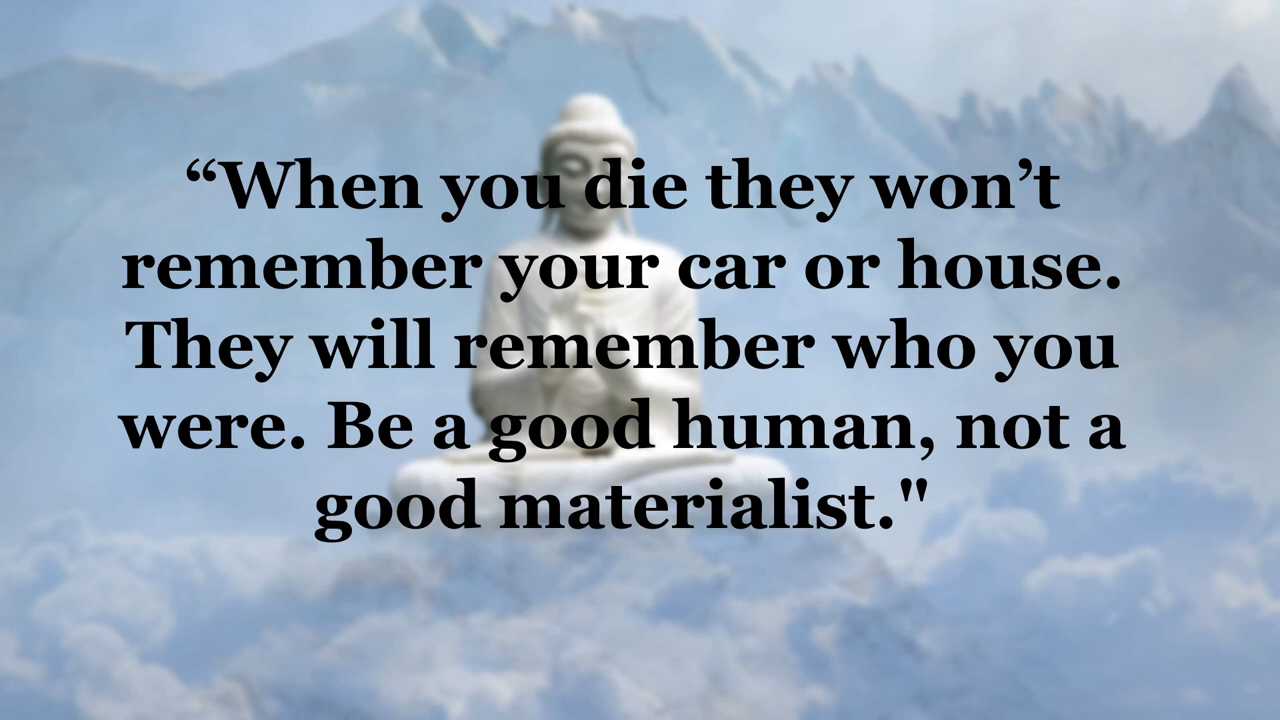 “When you die they won’t
remember your car or house.
They will remember who you
were. Be a good human, not a
good materialist."